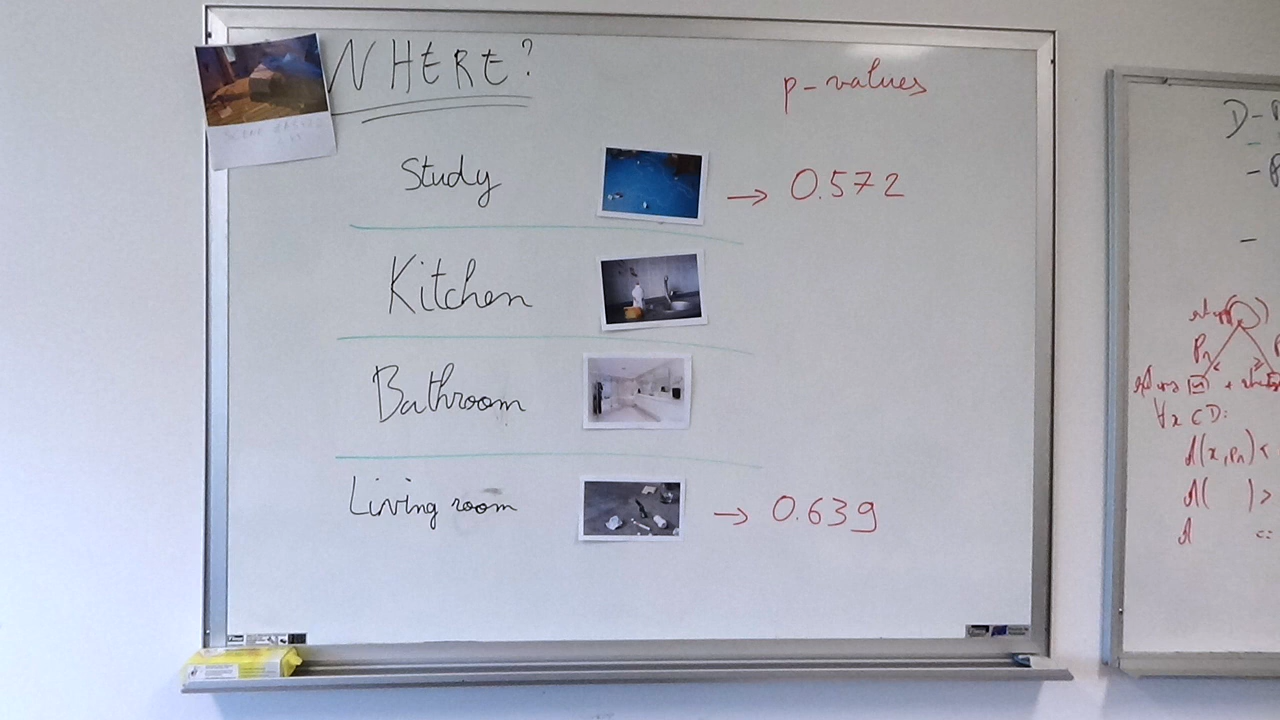 WHERE?
p-values
Study
→ 0.572
Kitchen
Bathroom
Living room
→ 0.639
D-
∀x ∈ D: